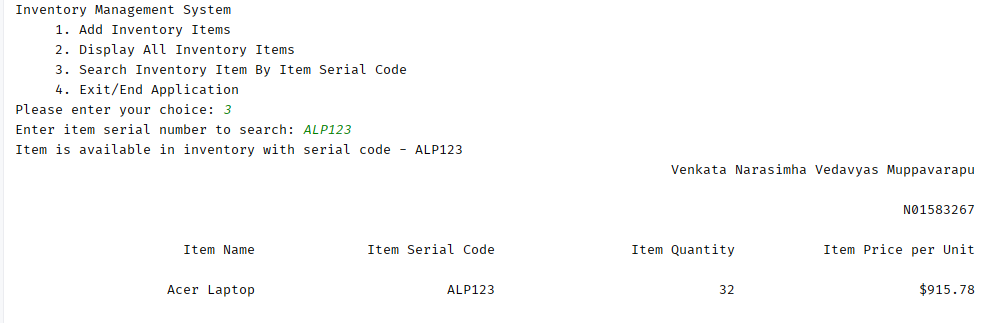 Inventory Management System
1. Add Inventory Items
2. Display All Inventory Items
3. Search Inventory Item By Item Serial Code
4. Exit/End Application
Please enter your choice: 3
Enter item serial number to search: ALP123
Item is available in inventory with serial code - ALP123
Venkata Narasimha Vedavyas Muppavarapu
N01583267
Item Name Item Serial Code Item Quantity Item Price per Unit
Acer Laptop ALP123 32 $915.78